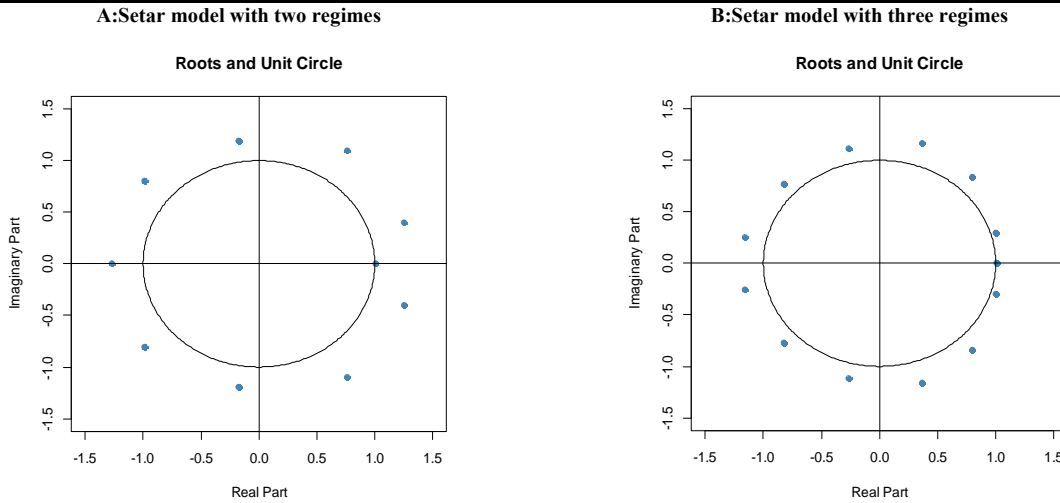 A:Setar model with two regimes
Roots and Unit Circle
Imaginary Part
1.5
1.0
0.5
0.0
-0.5
-1.0
-1.5
-1.5 -1.0 -0.5 0.0 0.5 1.0 1.5
Real Part
B:Setar model with three regimes
Roots and Unit Circle
Imaginary Part
1.5
1.0
0.5
0.0
-0.5
-1.0
-1.5
-1.5 -1.0 -0.5 0.0 0.5 1.0 1.5
Real Part